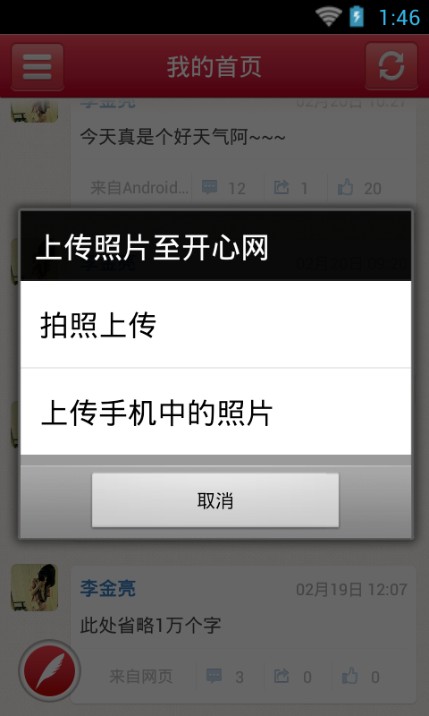 1:46
我的首页
李金亮 02月20日 16:21
今天真是个好天气阿~~~
来自Android... 12 1 20
上传照片至开心网
拍照上传
上传手机中的照片
取消
李金亮 02月19日 12:07
此处省略1万个字
来自网页 3 0 0